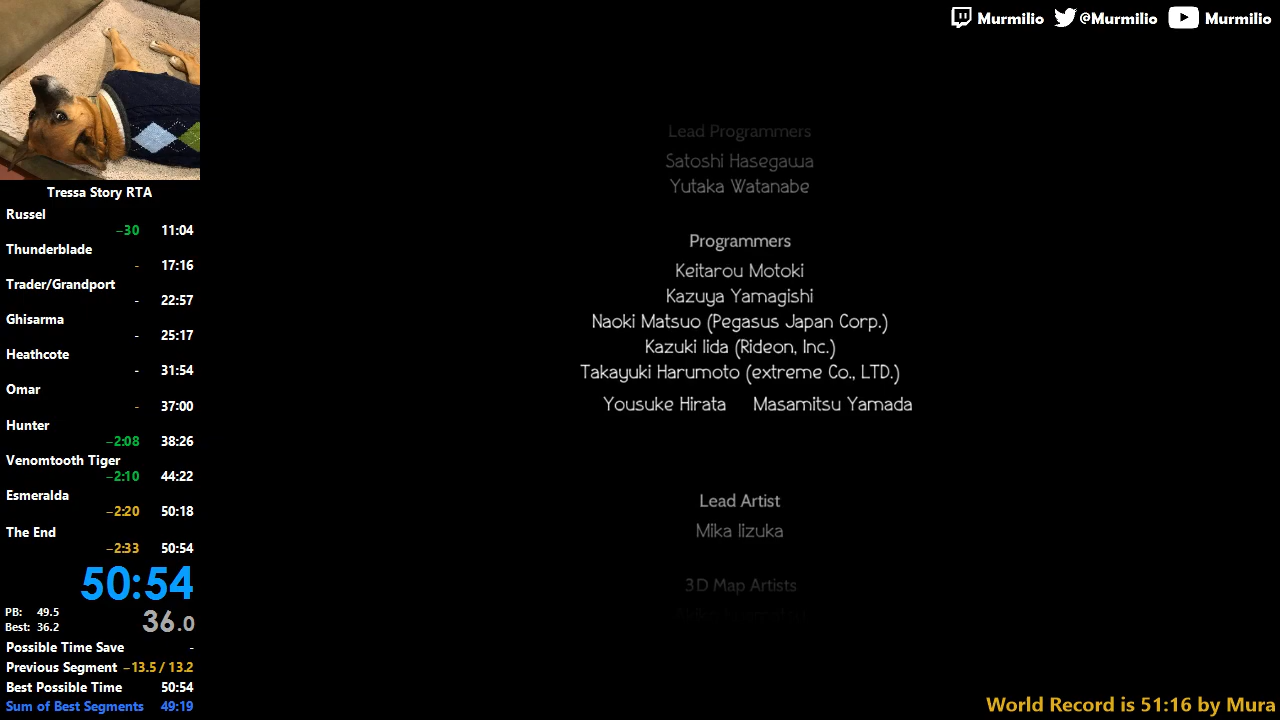 Murmilio @Murmilio Murmilio
Lead Programmers
Satoshi Hasegawa
Yutaka Watanabe
Programmers
Keitarou Motoki
Kazuya Yamagishi
Naoki Matsuo (Pegasus Japan Corp.)
Kazuki Iida (Rideon, Inc.)
Takayuki Harumoto (extreme Co., LTD.)
Yousuke Hirata Masamitsu Yamada
Lead Artist
Mika Iizuka
3D Map Artists
Tressa Story RTA
Russel
−30 11:04
Thunderblade
- 17:16
Trader/Grandport
- 22:57
Ghisarma
- 25:17
Heathcote
- 31:54
Omar
- 37:00
Hunter
−2:08 38:26
Venomtooth Tiger
−2:10 44:22
Esmeralda
−2:20 50:18
The End
−2:33 50:54
50:54
PB: 49.5
Best: 36.2
36.0
Possible Time Save -
Previous Segment −13.5 / 13.2
Best Possible Time 50:54
Sum of Best Segments 49:19
World Record is 51:16 by Mura